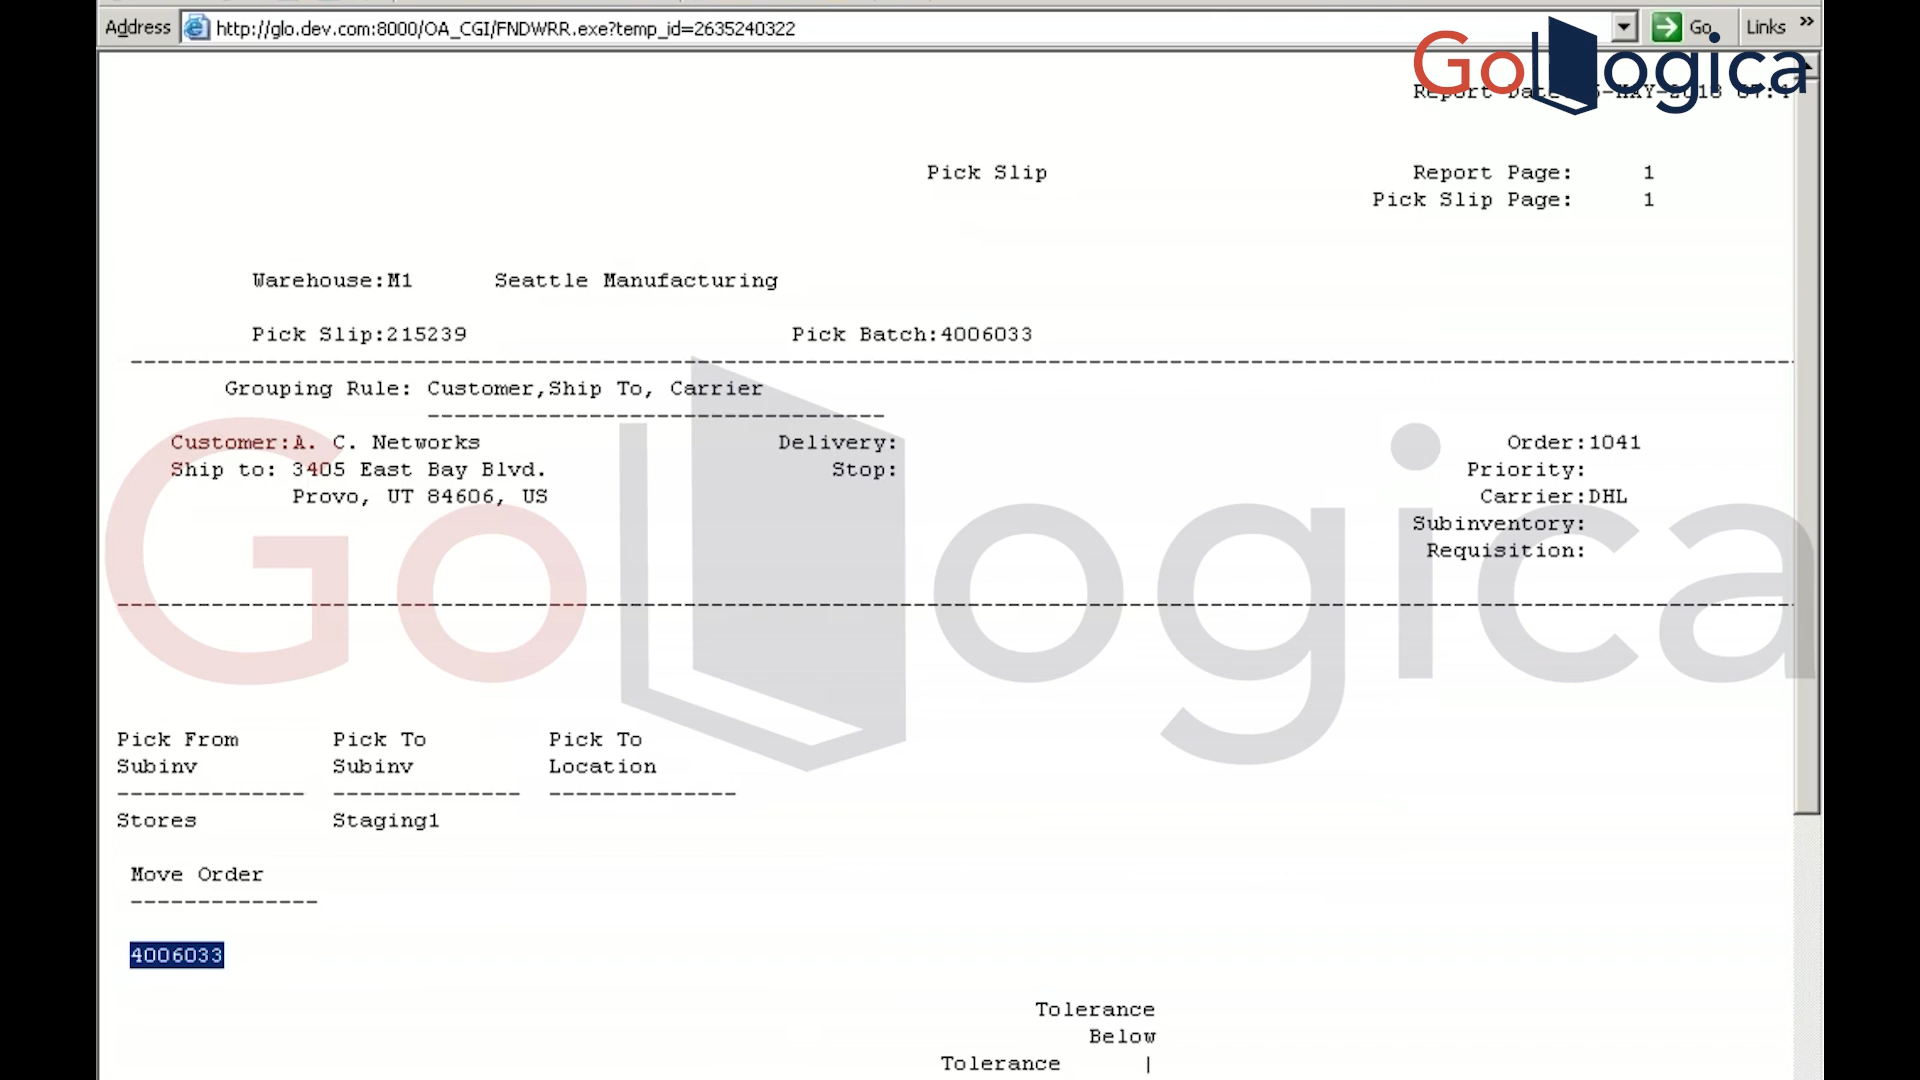 Address http://glo.dev.com:8000/OA_CGI/FNDWRR.exe?temp_id=2635240322 Go Links »
GoLogica
Report
Pick Slip Report Page: 1
Pick Slip Page: 1
Warehouse:M1 Seattle Manufacturing
Pick Slip:215239 Pick Batch:4006033
Grouping Rule: Customer,Ship To, Carrier
Customer:A. C. Networks Delivery: Order:1041
Ship to: 3405 East Bay Blvd. Stop: Priority:
Provo, UT 84606, US Carrier:DHL
Subinventory:
Requisition:
GoLogica
Pick From Pick To Pick To
Subinv Subinv Location
-------------- -------------- --------------
Stores Staging1
Move Order
--------------
4006033
Tolerance
Below
Tolerance |